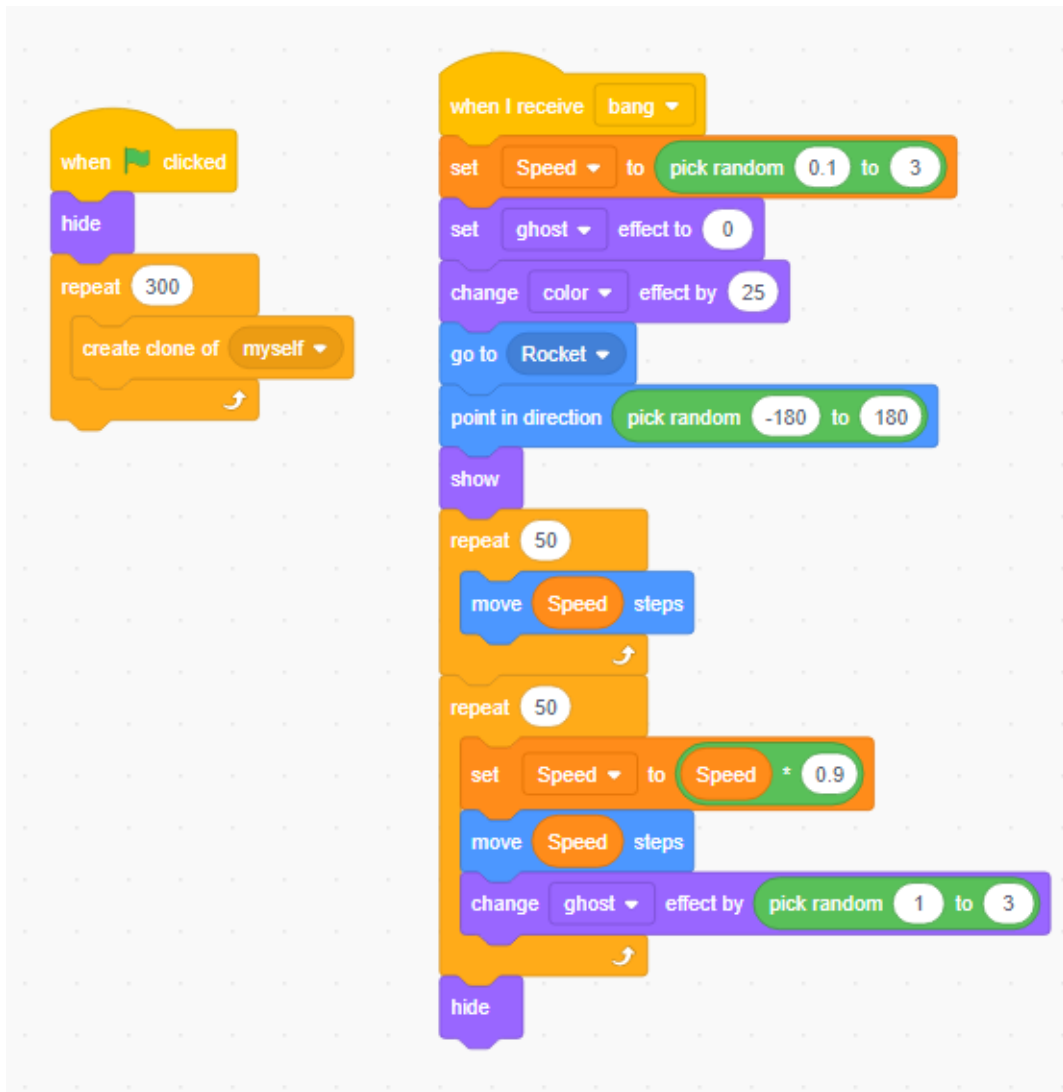 when clicked
hide
repeat 300
create clone of myself
when I receive bang
set Speed to pick random 0.1 to 3
set ghost effect to 0
change color effect by 25
go to Rocket
point in direction pick random -180 to 180
show
repeat 50
move Speed steps
repeat 50
set Speed to Speed * 0.9
move Speed steps
change ghost effect by pick random 1 to 3
hide